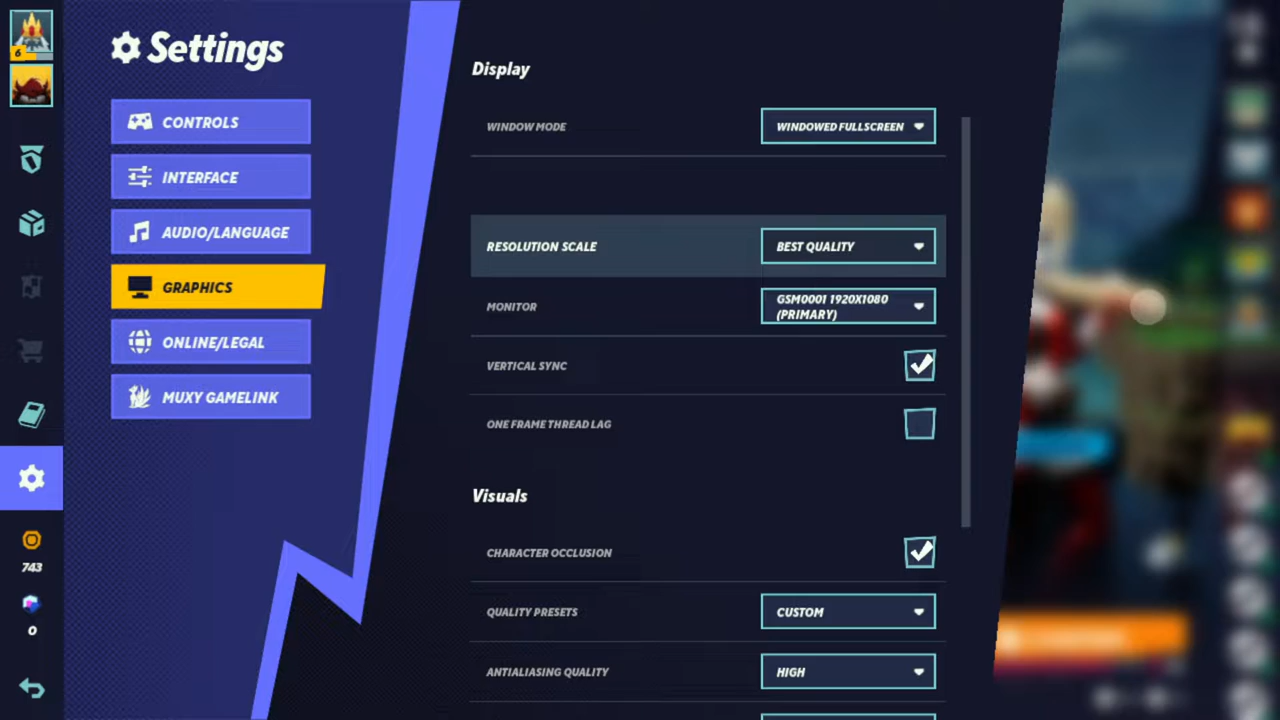 6
743
0
Settings
CONTROLS
INTERFACE
AUDIO/LANGUAGE
GRAPHICS
ONLINE/LEGAL
MUXY GAMELINK
Display
WINDOW MODE
WINDOWED FULLSCREEN
RESOLUTION SCALE
BEST QUALITY
MONITOR
GSM0001 1920X1080
(PRIMARY)
VERTICAL SYNC
ONE FRAME THREAD LAG
Visuals
CHARACTER OCCLUSION
QUALITY PRESETS
CUSTOM
ANTIALIASING QUALITY
HIGH